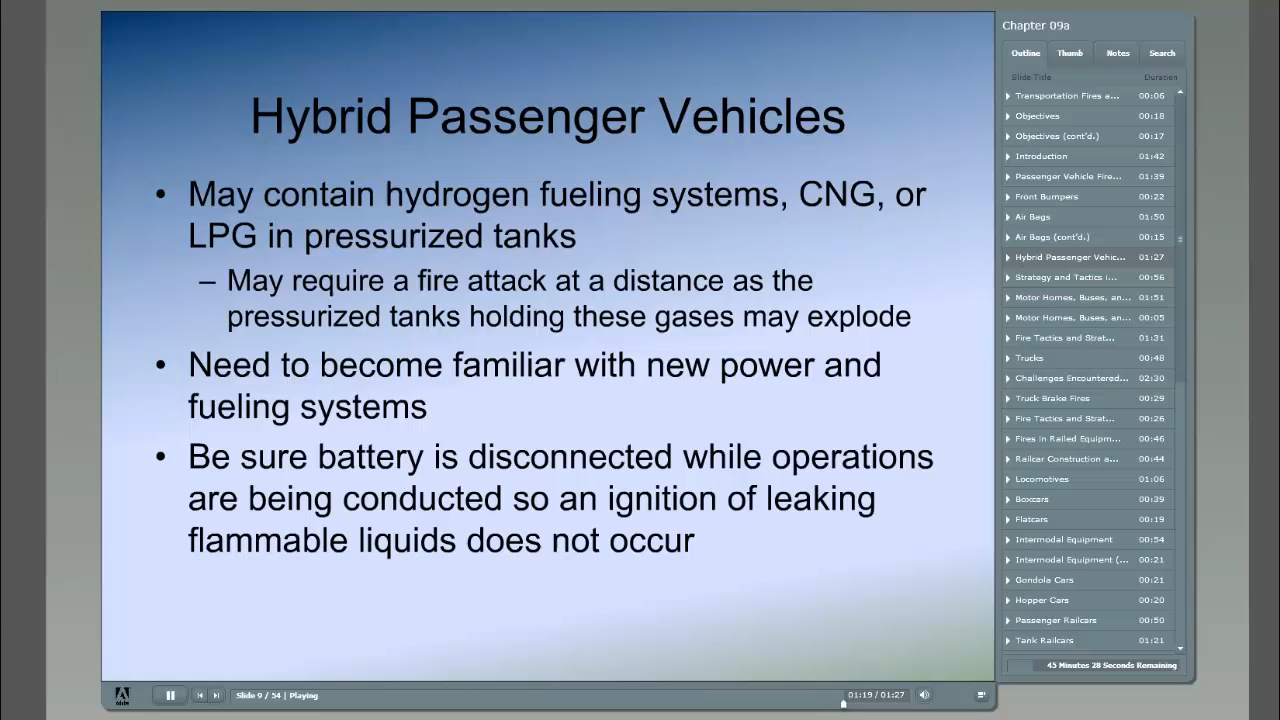 Hybrid Passenger Vehicles
• May contain hydrogen fueling systems, CNG, or
LPG in pressurized tanks
– May require a fire attack at a distance as the
pressurized tanks holding these gases may explode
• Need to become familiar with new power and
fueling systems
• Be sure battery is disconnected while operations
are being conducted so an ignition of leaking
flammable liquids does not occur
Adobe
Slide 9 / 54 | Playing
01:19 / 01:27
Chapter 09a
Outline Thumb Notes Search
Slide Title Duration
Transportation Fires a... 00:06
Objectives 00:18
Objectives (cont'd.) 00:17
Introduction 01:42
Passenger Vehicle Fire... 01:39
Front Bumpers 00:22
Air Bags 01:50
Air Bags (cont'd.) 00:15
Hybrid Passenger Vehic... 01:27
Strategy and Tactics i... 00:56
Motor Homes, Buses, an... 01:51
Motor Homes, Buses, an... 00:05
Fire Tactics and Strat... 01:31
Trucks 00:48
Challenges Encountered... 02:30
Truck Brake Fires 00:29
Fire Tactics and Strat... 00:26
Fires in Railed Equipm... 00:46
Railcar Construction a... 00:44
Locomotives 01:06
Boxcars 00:39
Flatcars 00:19
Intermodal Equipment 00:54
Intermodal Equipment (... 00:21
Gondola Cars 00:21
Hopper Cars 00:20
Passenger Railcars 00:50
Tank Railcars 01:21
45 Minutes 28 Seconds Remaining